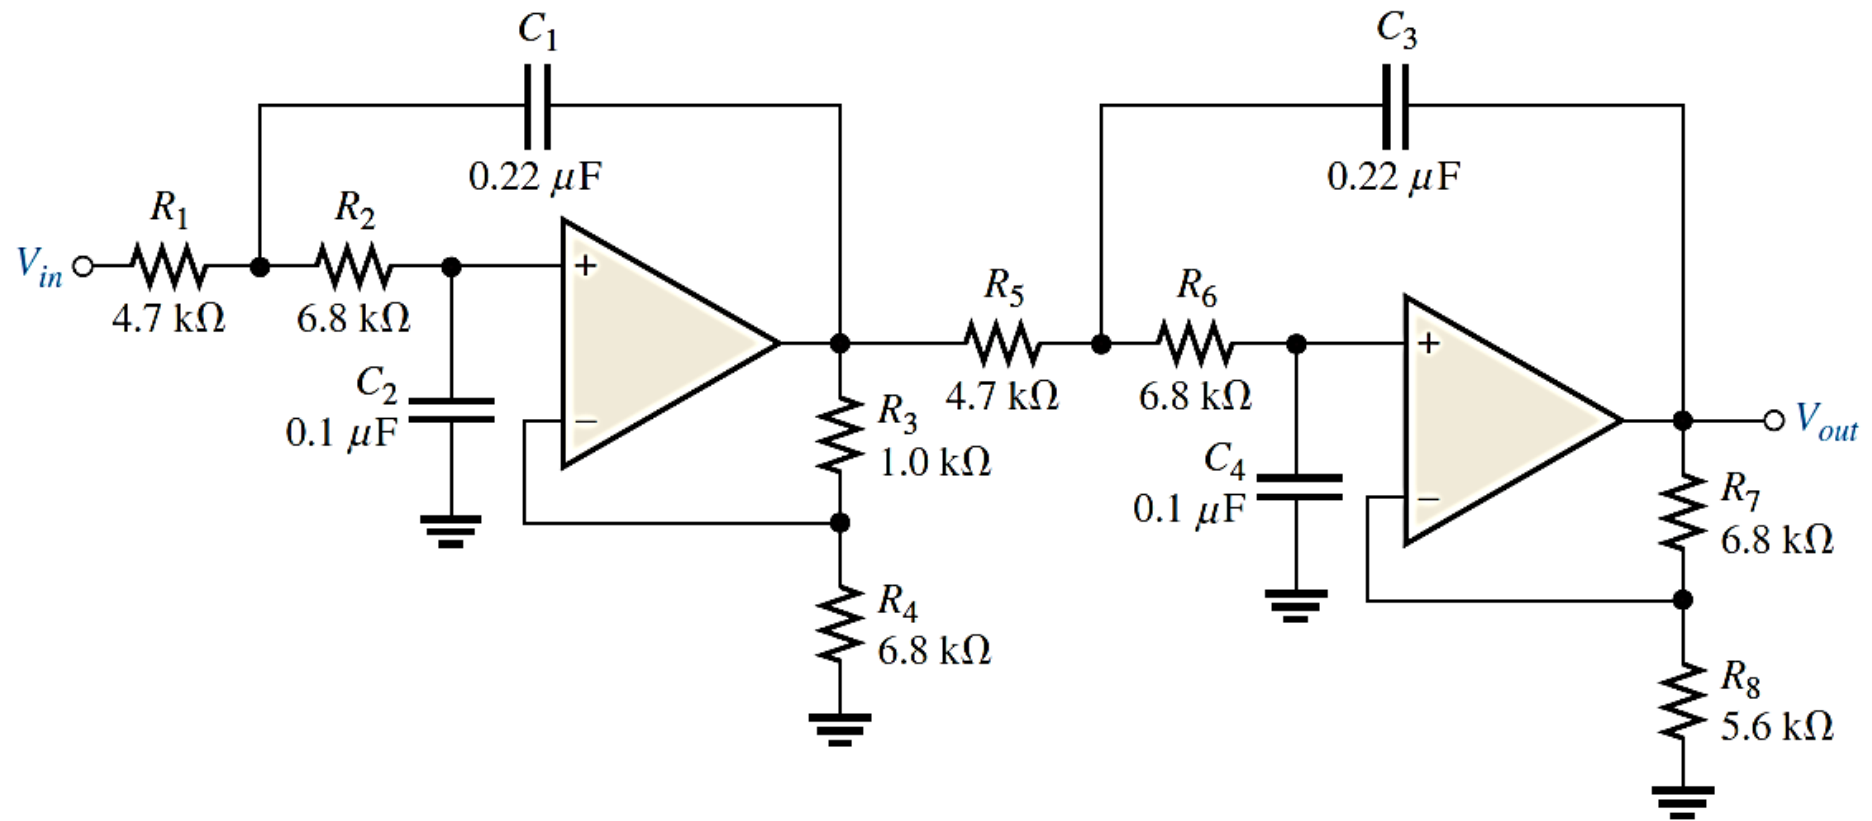 C1
0.22 μF
R1
4.7 kΩ
R2
6.8 kΩ
Vin
C2
0.1 μF
+
−
R3
1.0 kΩ
R4
6.8 kΩ
C3
0.22 μF
R5
4.7 kΩ
R6
6.8 kΩ
C4
0.1 μF
+
−
Vout
R7
6.8 kΩ
R8
5.6 kΩ